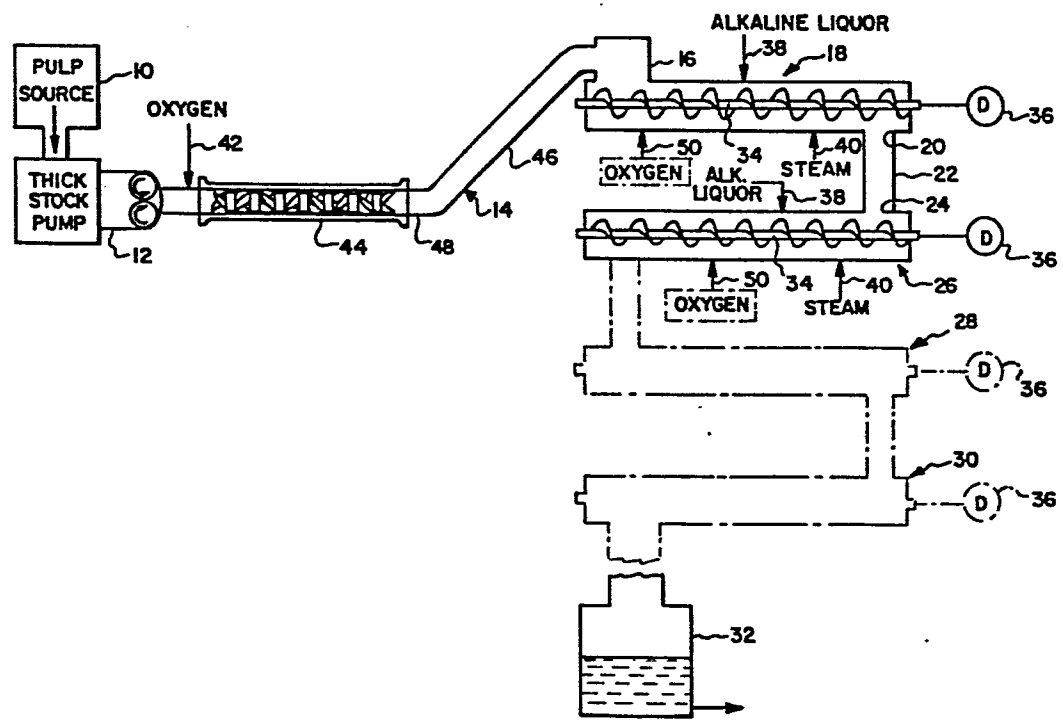 ALKALINE LIQUOR
38
18
16
PULP
SOURCE
10
OXYGEN
42
D
36
THICK
STOCK
PUMP
12
44
48
14
46
50
OXYGEN
34
40
STEAM
20
22
ALK.
LIQUOR
38
24
D
36
50
OXYGEN
34
40
STEAM
26
28
D
36
30
D
36
32